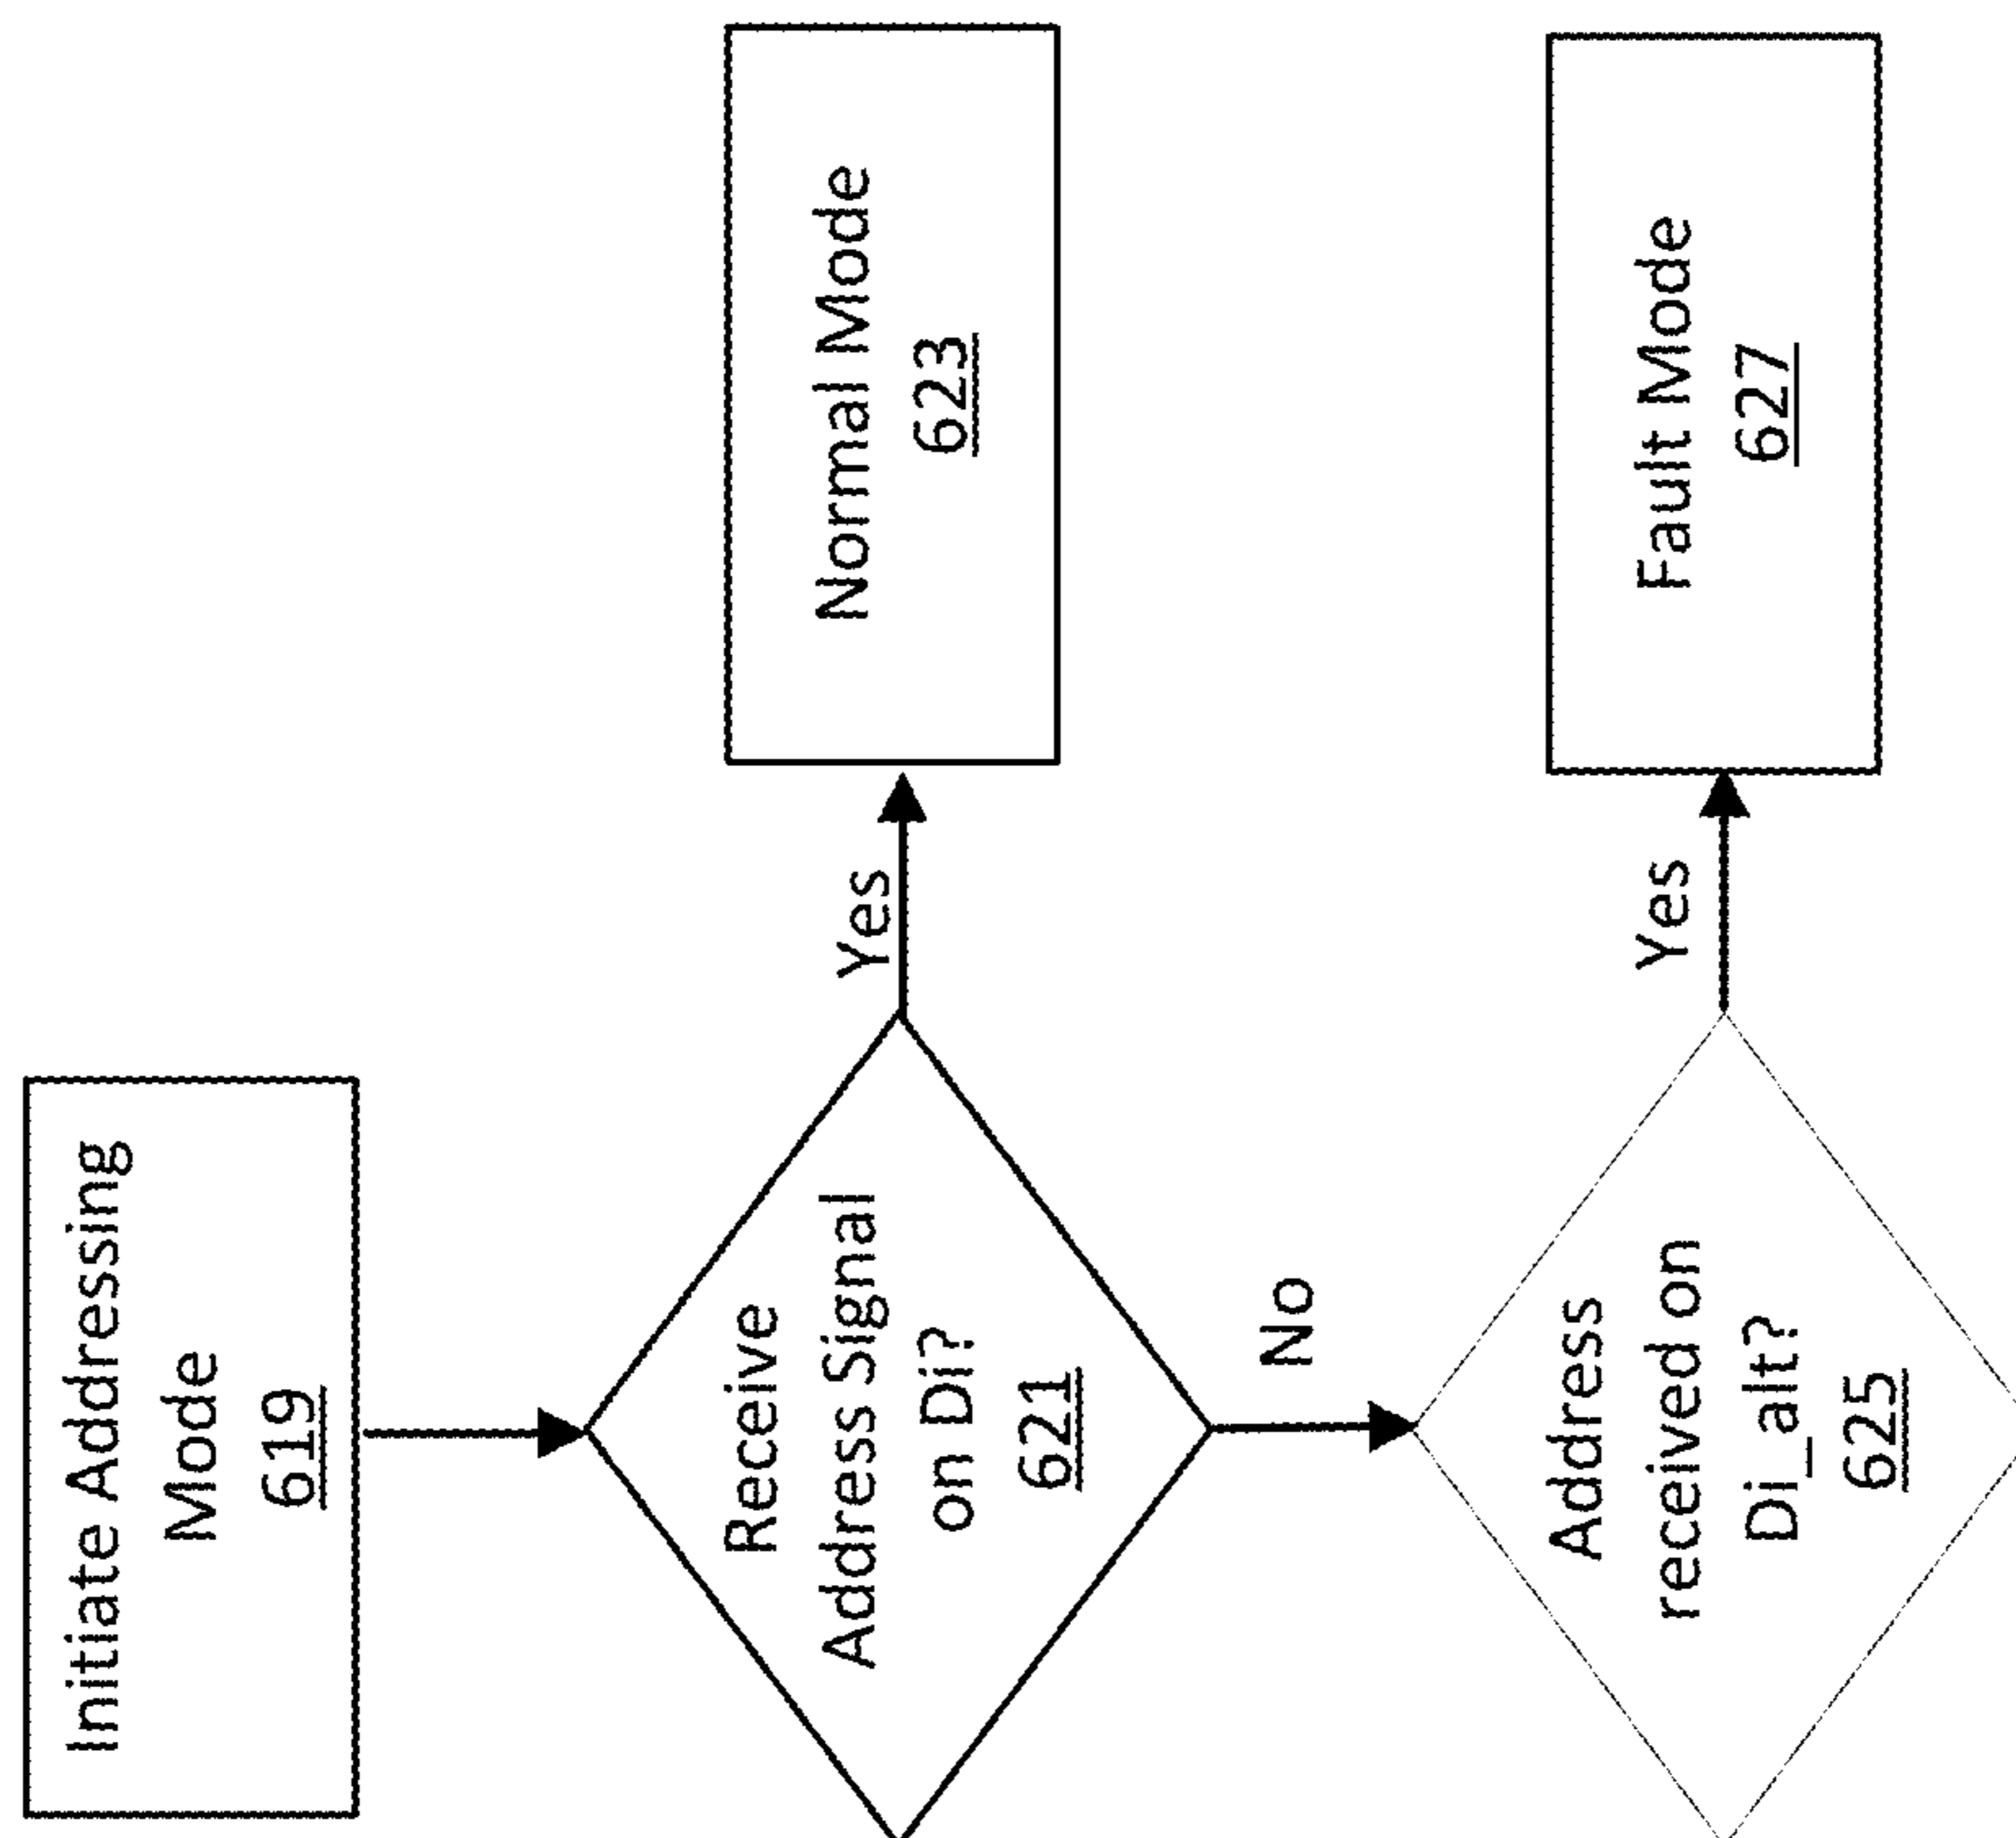 Initiate Addressing
Mode
619
Receive
Address Signal
on Di?
621
Yes
Normal Mode
623
No
Address
received on
Di_alt?
625
Yes
Fault Mode
627